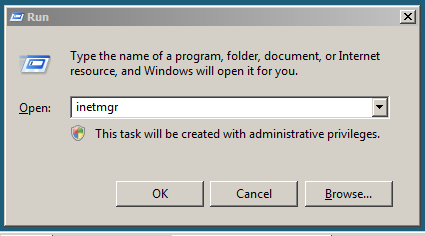 Run
Type the name of a program, folder, document, or Internet
resource, and Windows will open it for you.
Open: inetmgr
This task will be created with administrative privileges.
OK Cancel Browse...